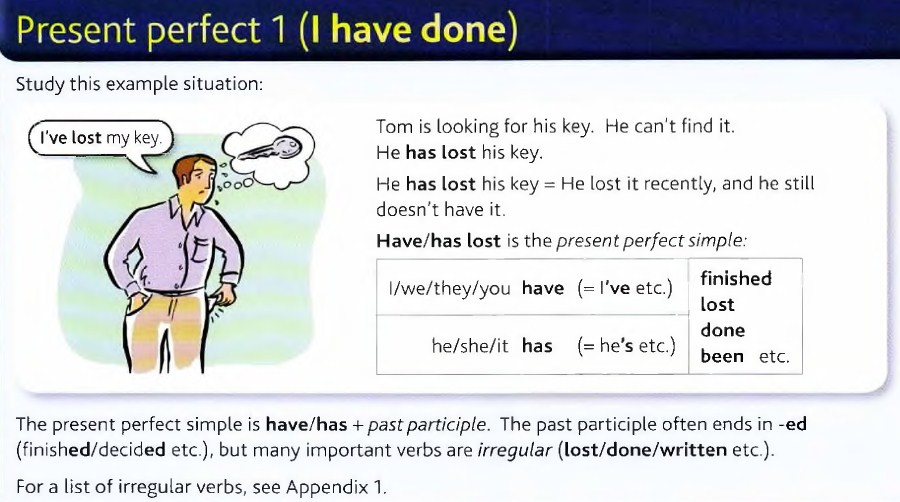 Present perfect 1 (I have done)
Study this example situation:
I've lost my key.
Tom is looking for his key. He can't find it.
He has lost his key.
He has lost his key = He lost it recently, and he still
doesn't have it.
Have/has lost is the present perfect simple:
I/we/they/you have (= I've etc.)
he/she/it has (= he's etc.)
finished
lost
done
been etc.
The present perfect simple is have/has + past participle. The past participle often ends in -ed
(finished/decided etc.), but many important verbs are irregular (lost/done/written etc.).
For a list of irregular verbs, see Appendix 1.